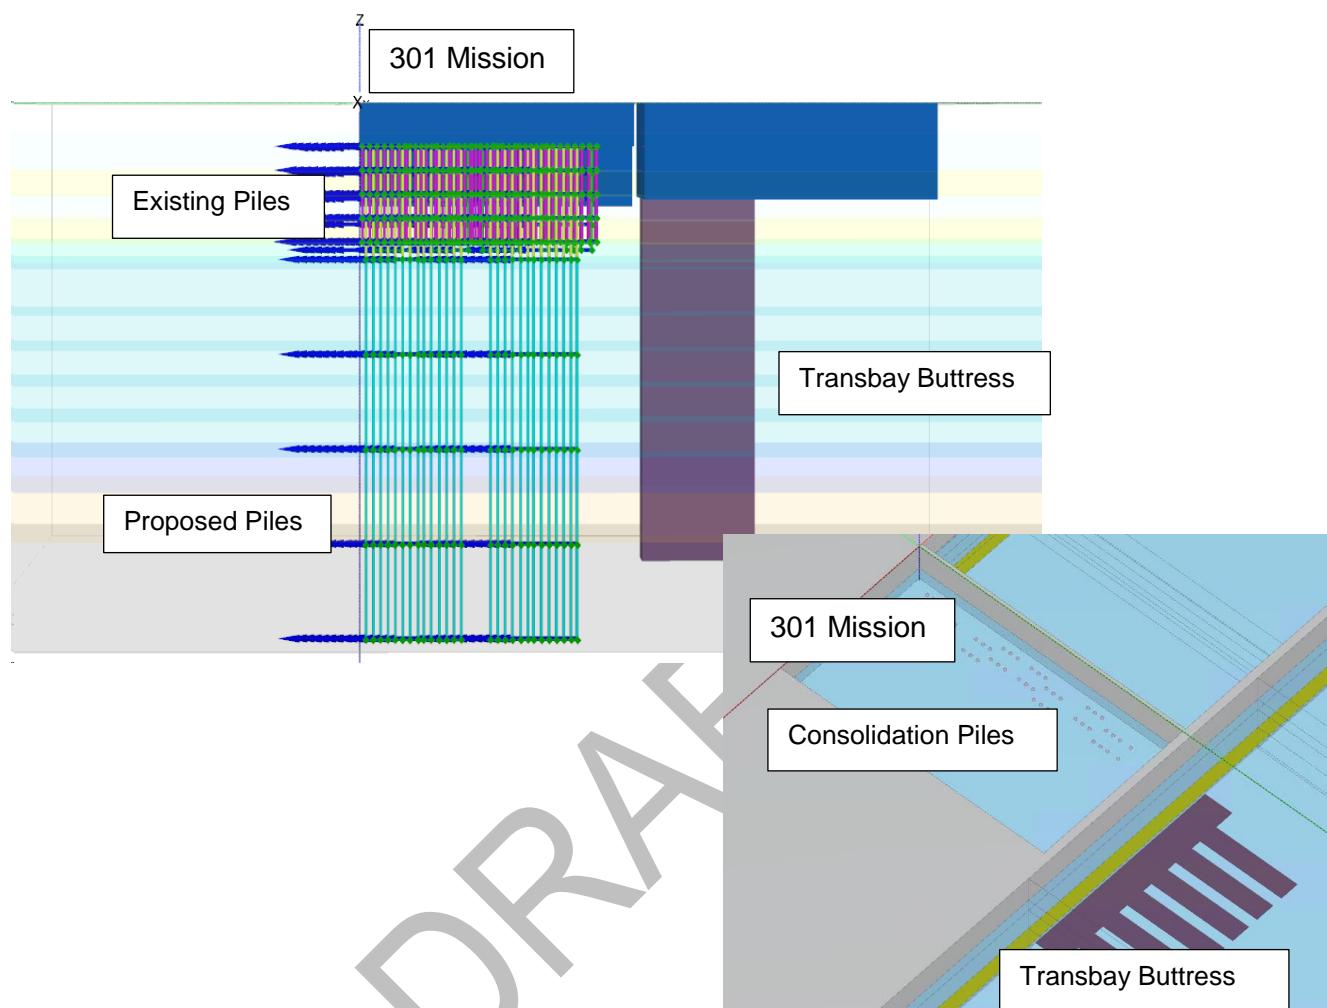 Z
301 Mission
X
Existing Piles
Transbay Buttress
Proposed Piles
301 Mission
Consolidation Piles
Transbay Buttress
DRAF